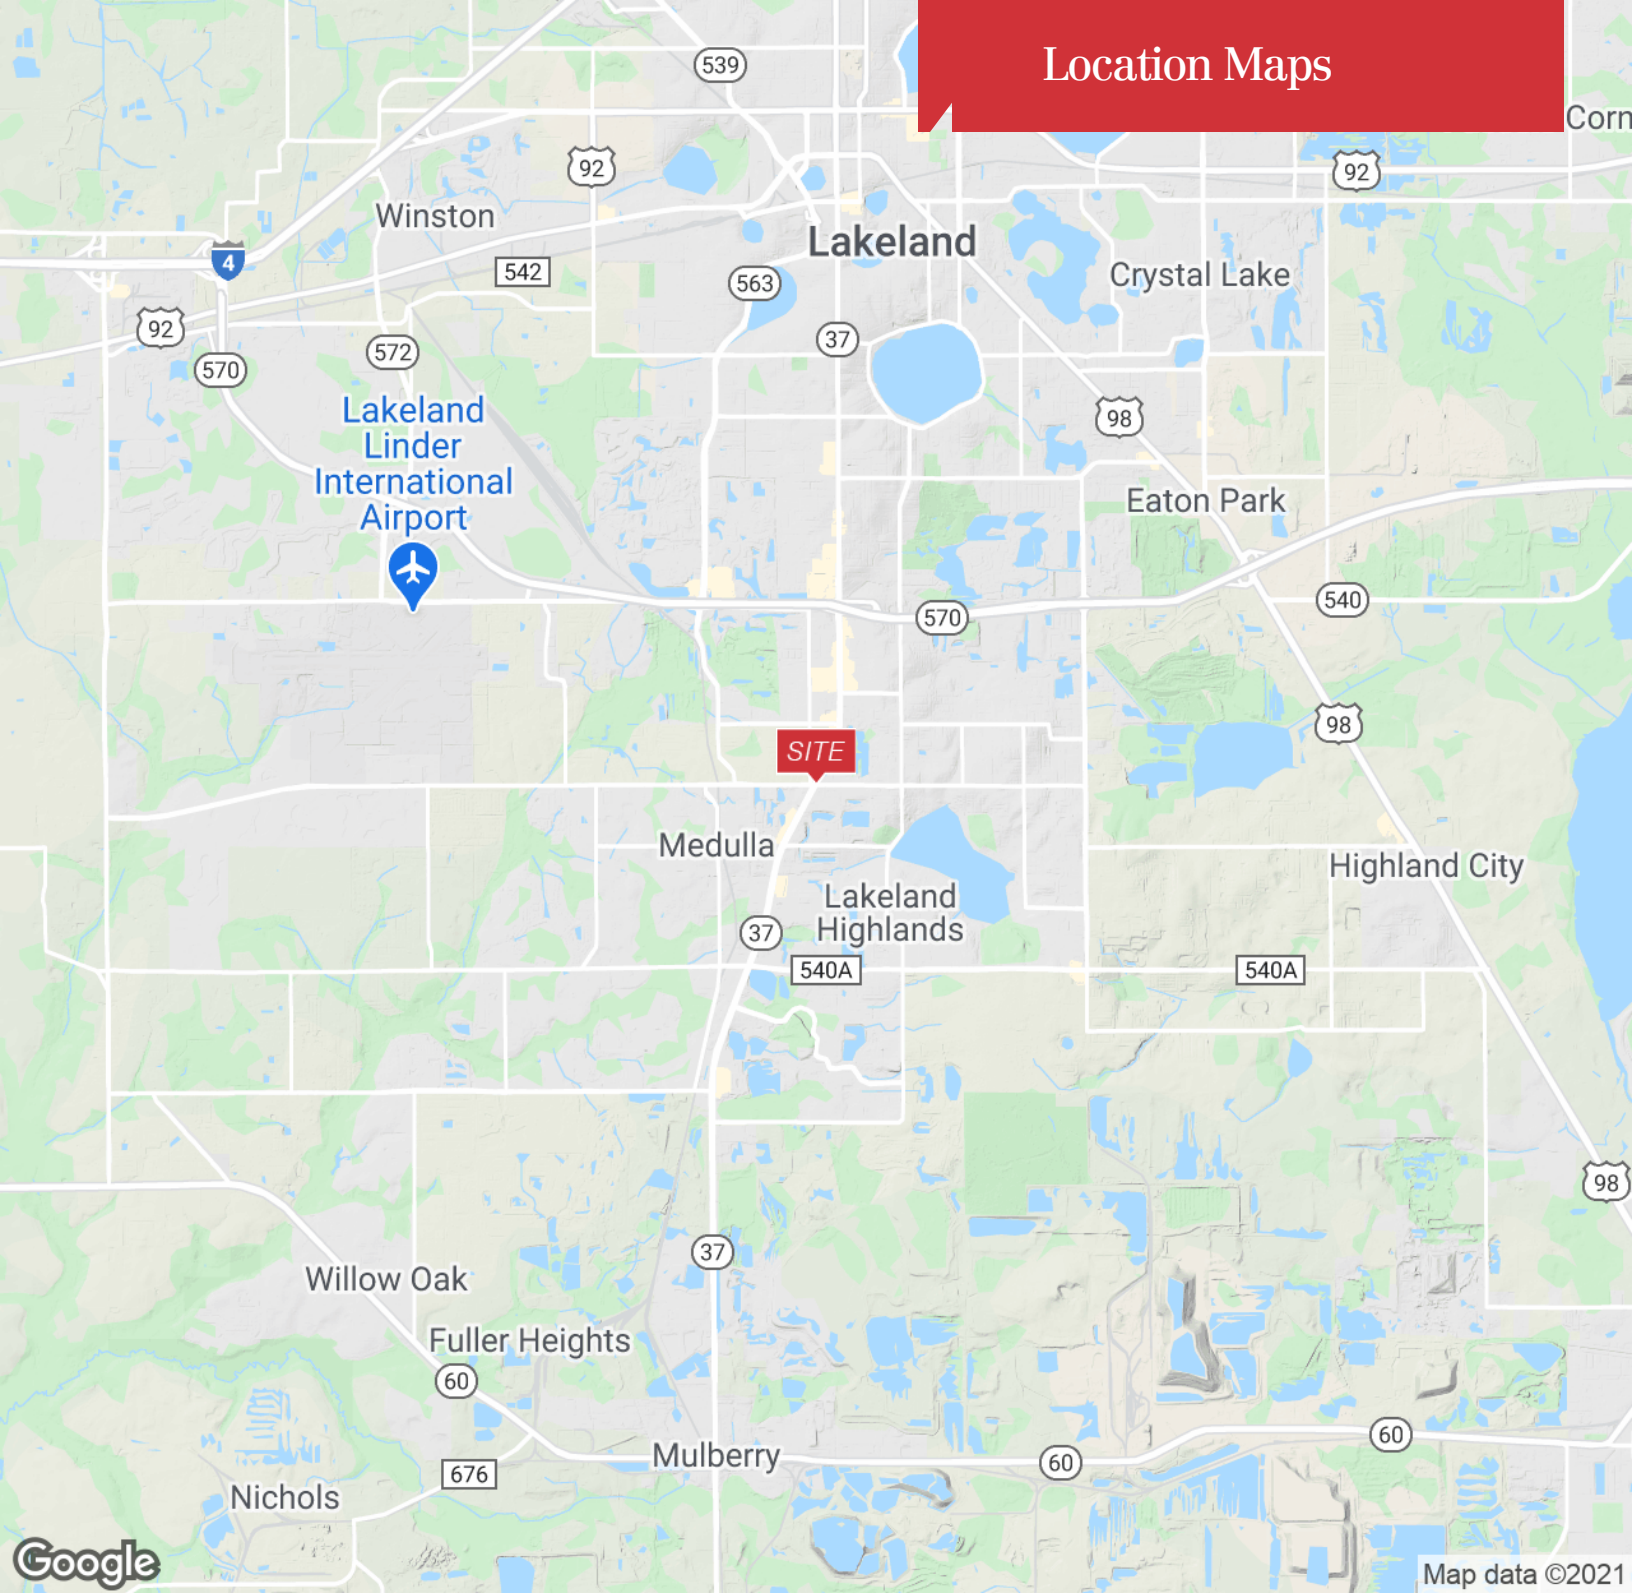 Location Maps
539
Corn
92
92
Winston
Lakeland
4
542
Crystal Lake
563
92
37
572
570
Lakeland
Linder
International
Airport
98
Eaton Park
540
570
98
SITE
Medulla
Highland City
Lakeland
Highlands
37
540A
540A
98
37
Willow Oak
Fuller Heights
60
60
Mulberry
60
676
Nichols
Google
Map data ©2021